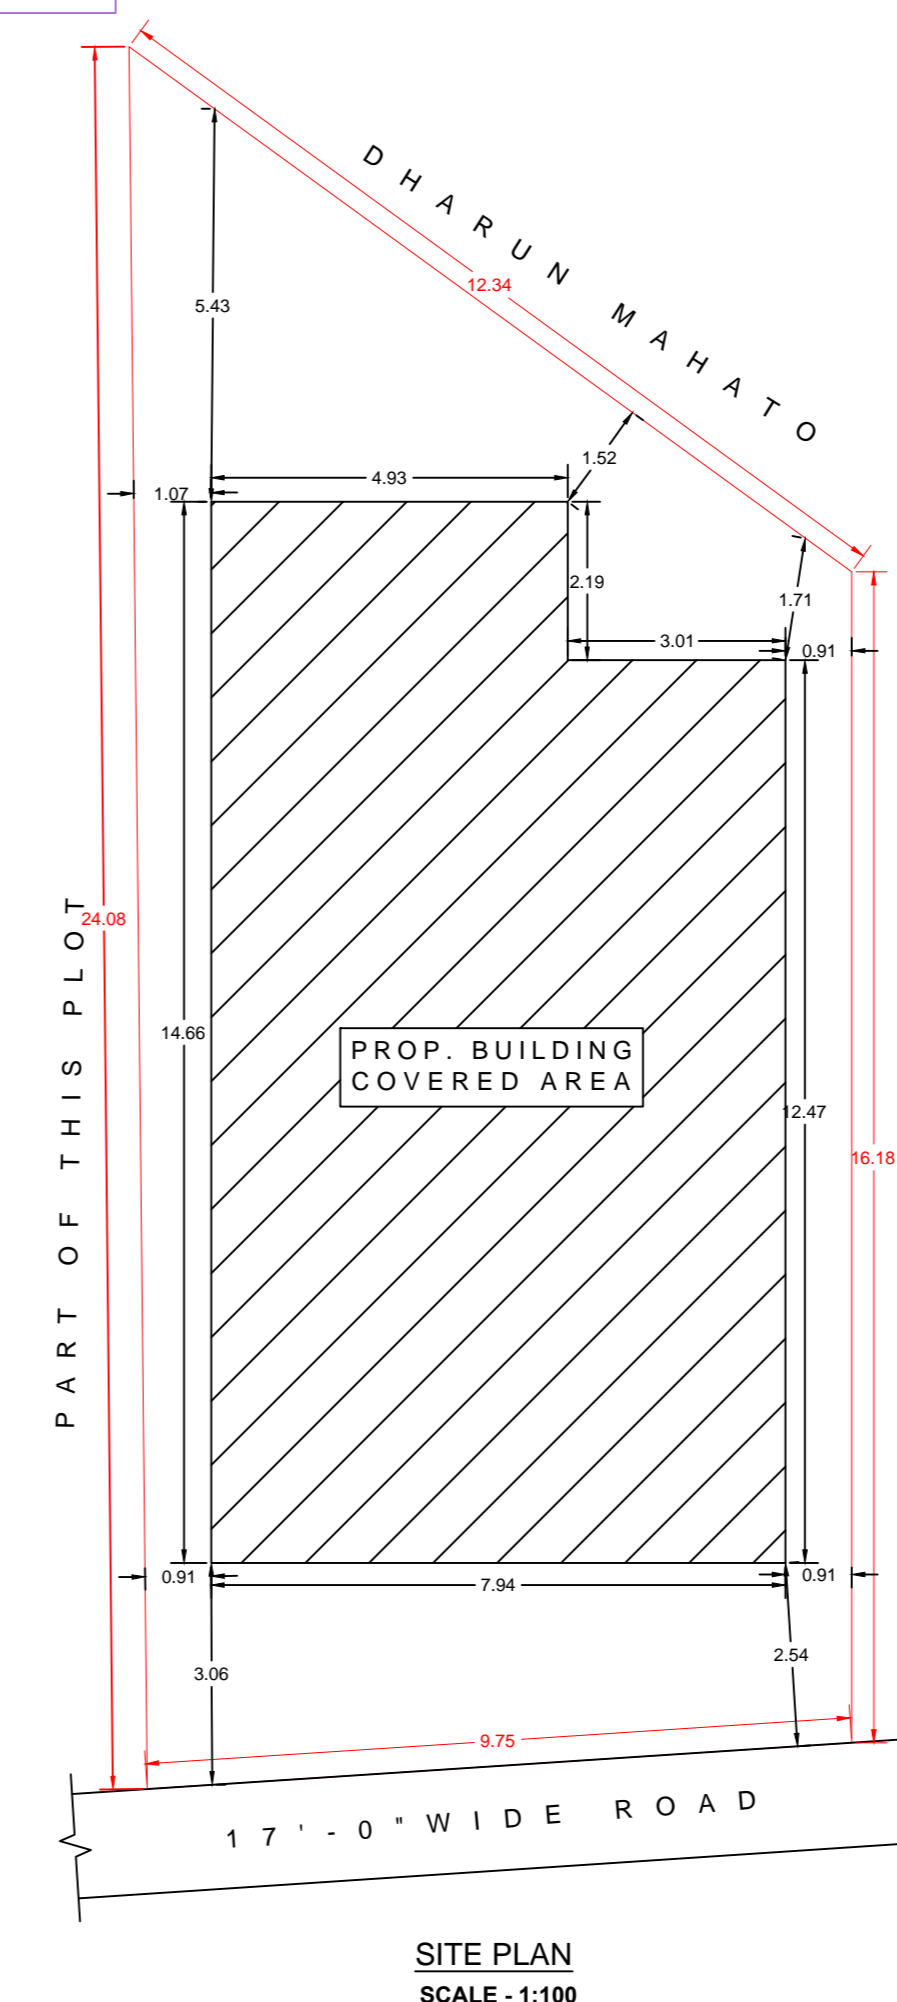 DHARUN MAHATO
12.34
5.43
1.52
4.93
1.07
2.19
1.71
3.01
0.91
24.08
PART OF THIS PLOT
14.66
PROP. BUILDING
COVERED AREA
12.47
16.18
0.91
7.94
0.91
3.06
2.54
9.75
17'-0"WIDE ROAD
SITE PLAN
SCALE - 1:100